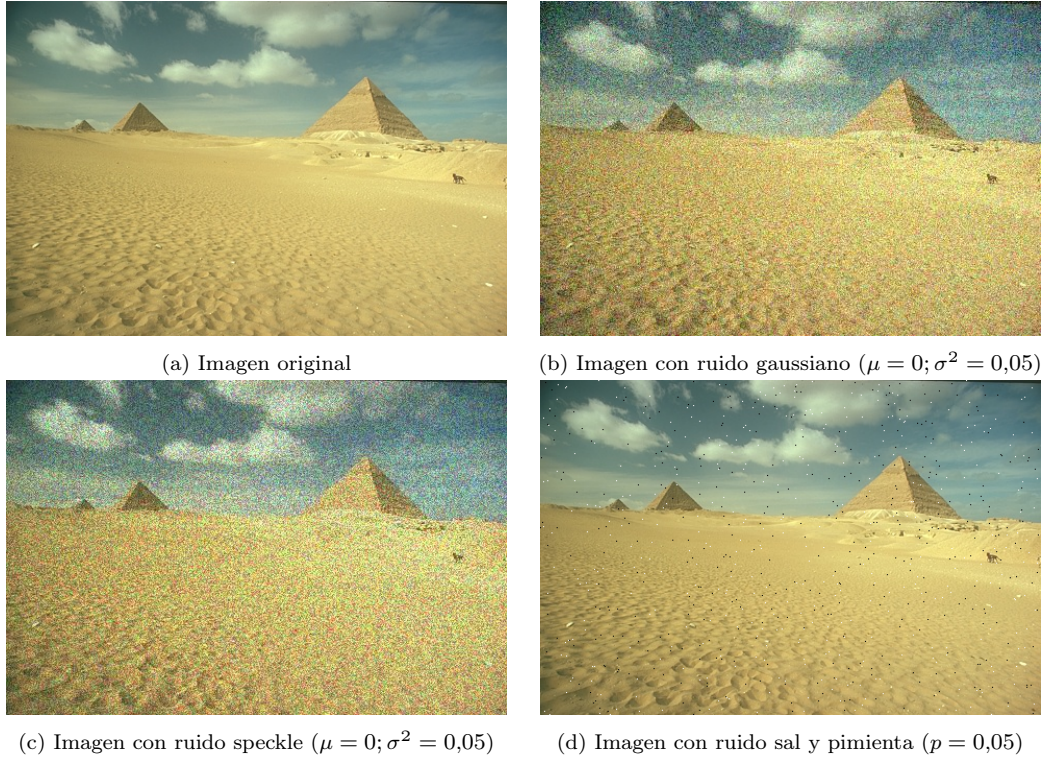 (a) Imagen original
(b) Imagen con ruido gaussiano (μ = 0; σ² = 0,05)
(c) Imagen con ruido speckle (μ = 0; σ² = 0,05)
(d) Imagen con ruido sal y pimienta (p = 0,05)